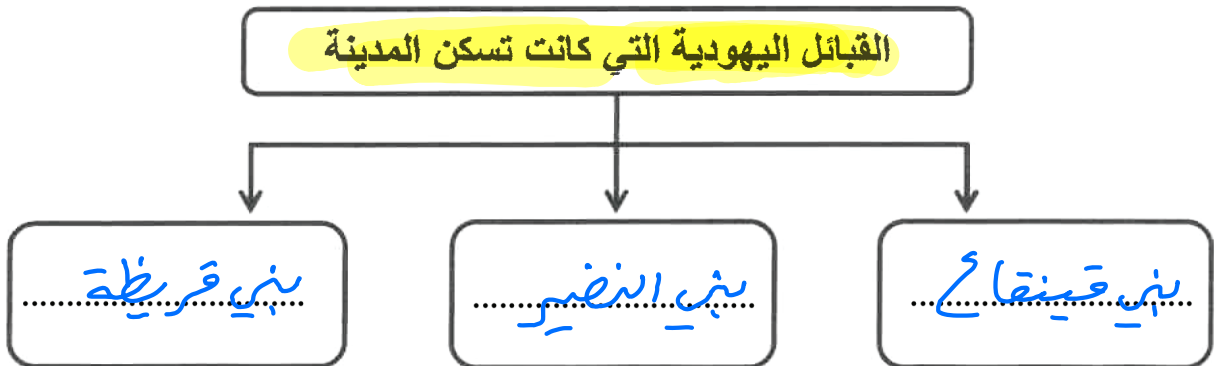 القبائل اليهودية التي كانت تسكن المدينة
بني قينقاع
بني النضير
بني قريظة